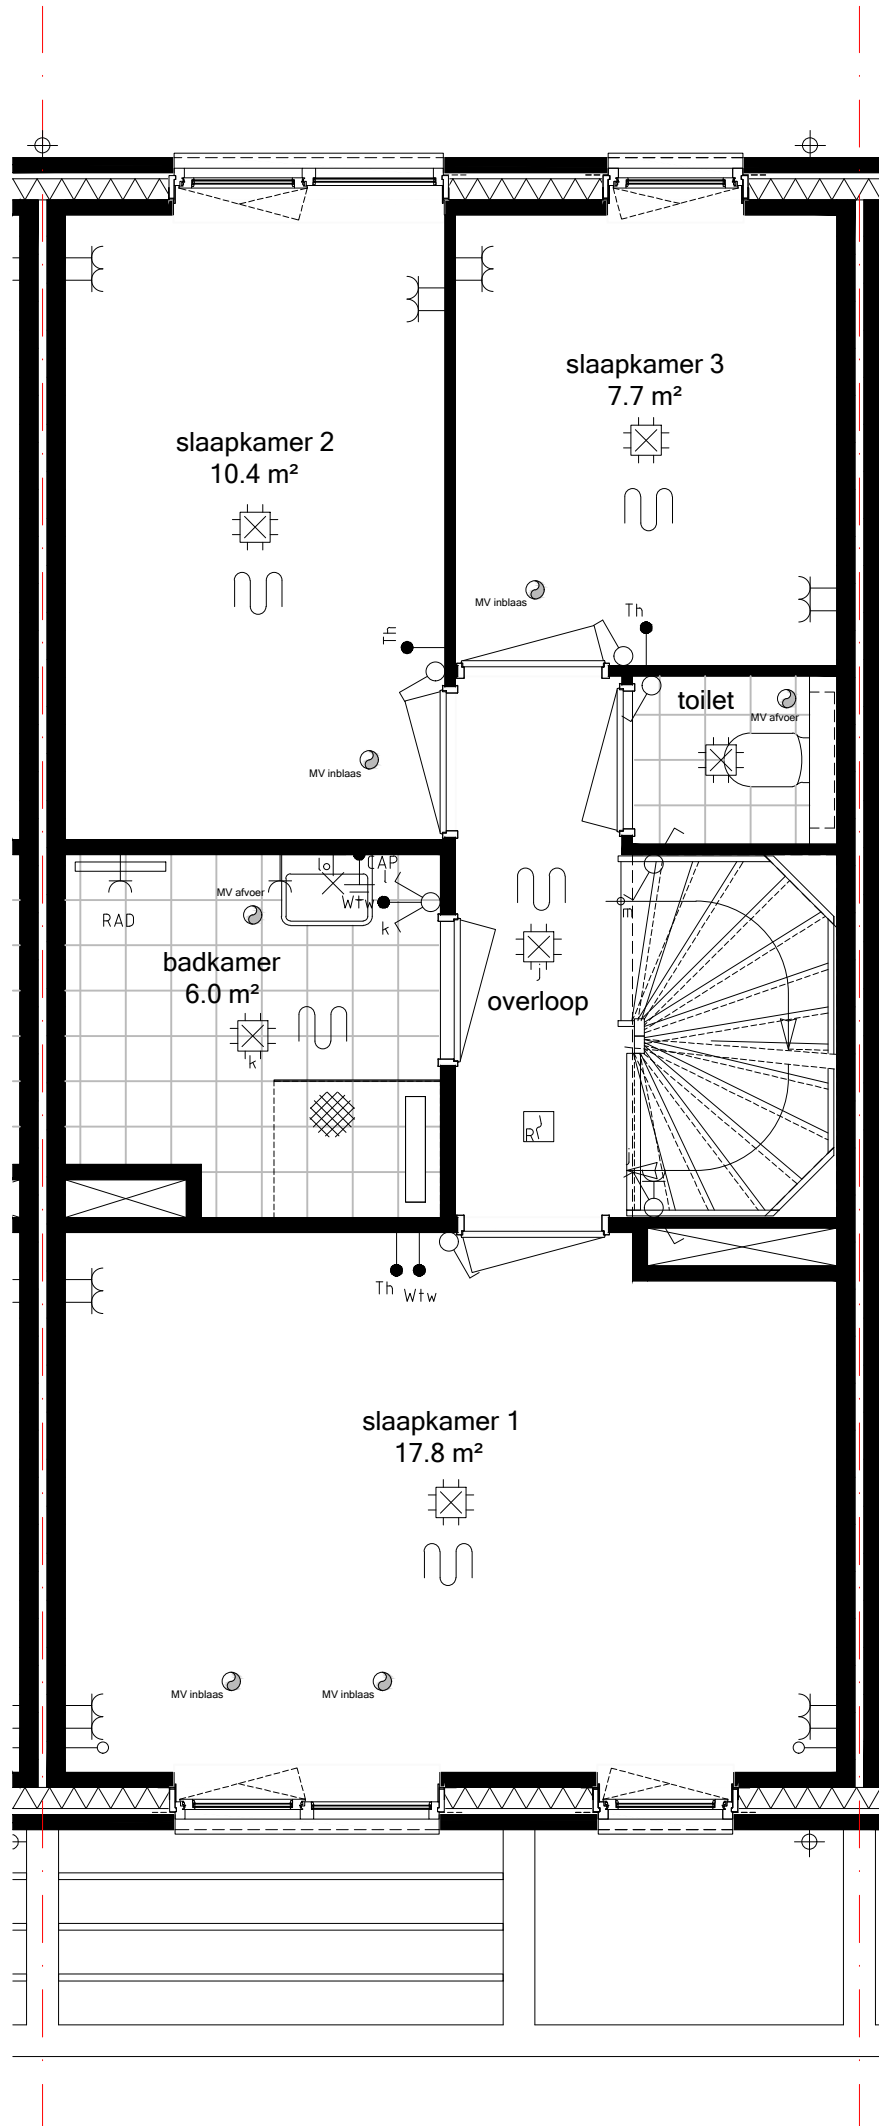 slaapkamer 3
7.7 m²
slaapkamer 2
10.4 m²
MV inblaas
Th
Th
toilet
MV afvoer
MV inblaas
lo
CAP
l
MV afvoer
Wtw
k
RAD
m
badkamer
6.0 m²
j
overloop
k
R
j
Th
Wtw
slaapkamer 1
17.8 m²
MV inblaas
MV inblaas